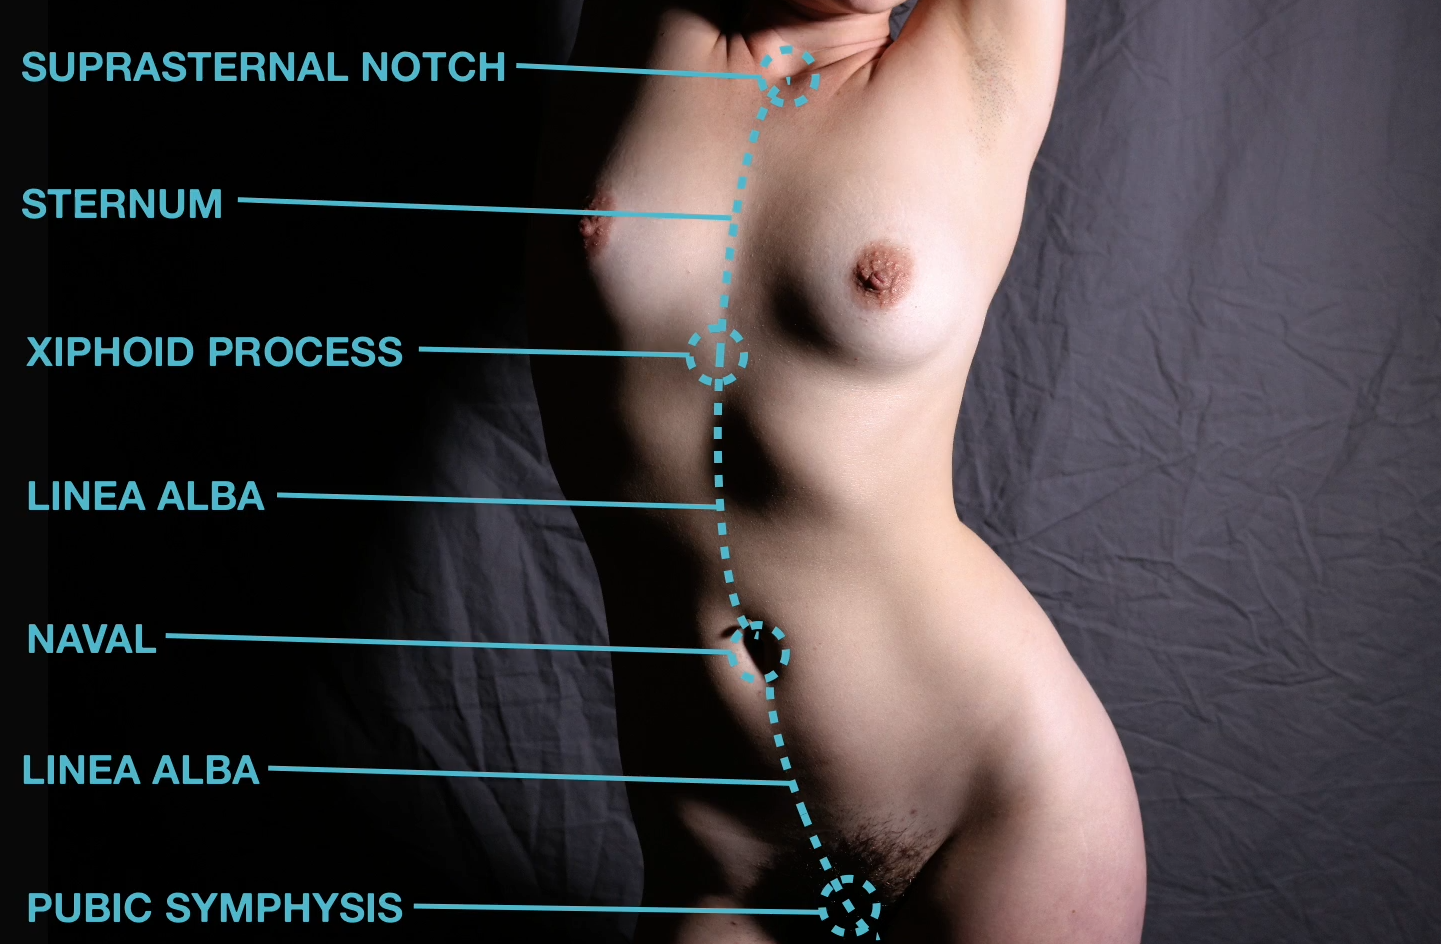 SUPRASTERNAL NOTCH
STERNUM
XIPHOID PROCESS
LINEA ALBA
NAVAL
LINEA ALBA
PUBIC SYMPHYSIS